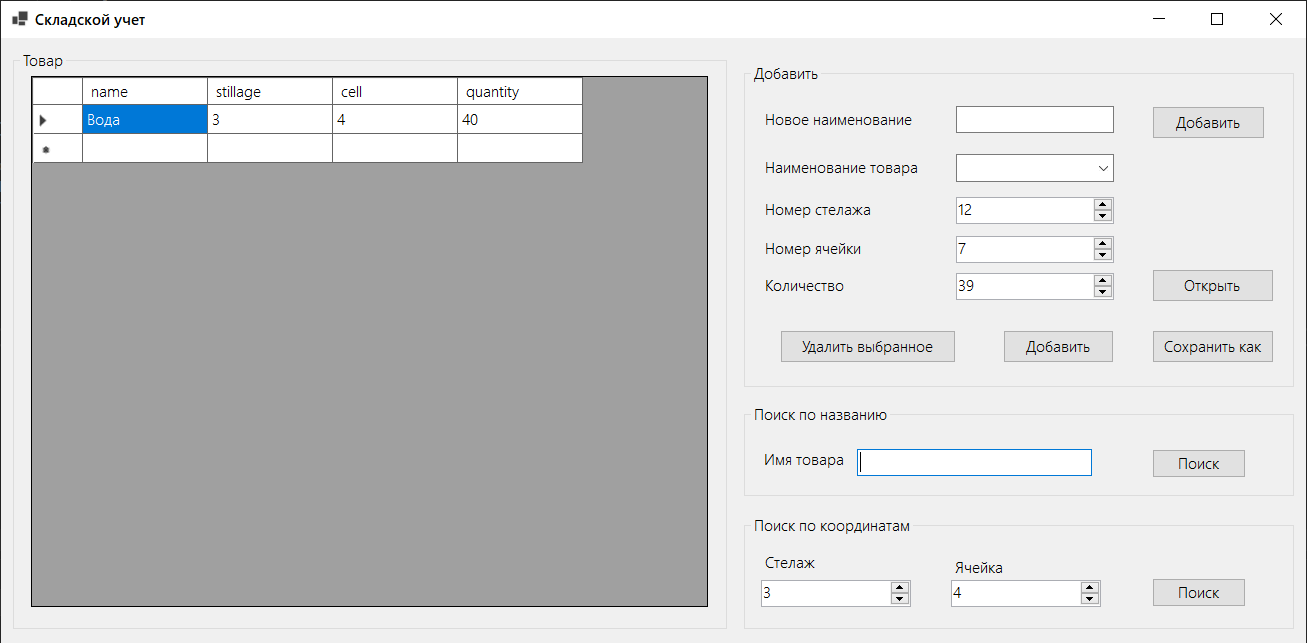 Складской учет
Товар
name stillage cell quantity
Вода 3 4 40
Добавить
Новое наименование Добавить
Наименование товара
Номер стелажа 12
Номер ячейки 7
Количество 39 Открыть
Удалить выбранное Добавить Сохранить как
Поиск по названию
Имя товара Поиск
Поиск по координатам
Стелаж Ячейка
3 4 Поиск